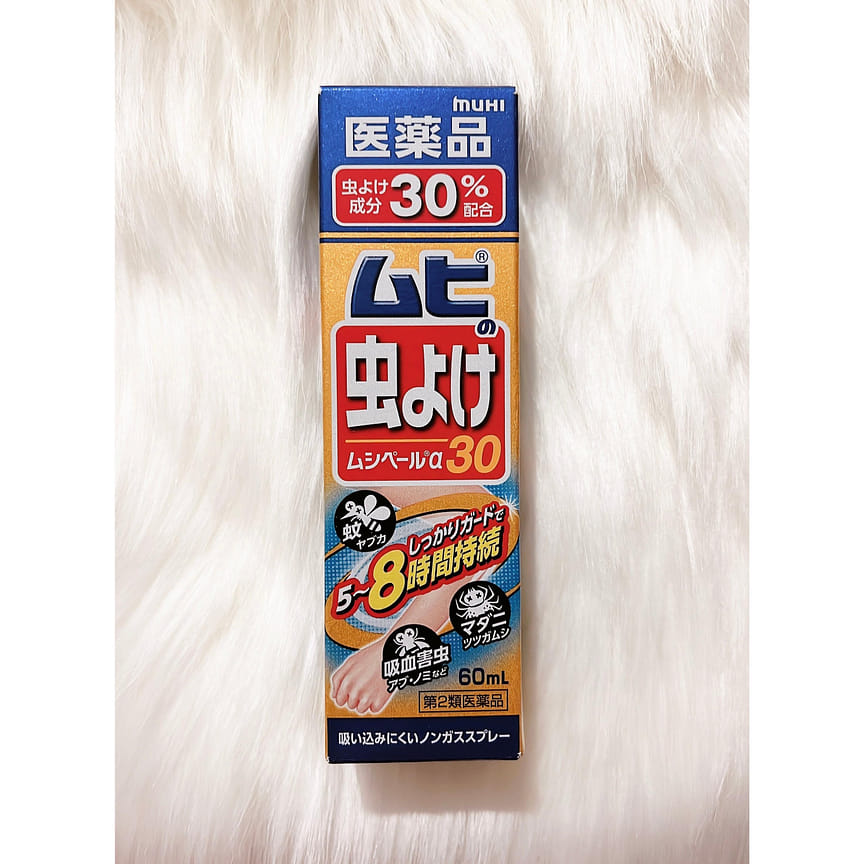 muHI
医薬品
虫よけ成分30%配合
ムヒ®の
虫よけ
ムシペール®α30
蚊
ヤブカ
しっかりガードで
5~8時間持続
マダニ
ツツガムシ
吸血害虫
アブ・ノミなど
60mL
第2類医薬品
吸い込みにくいノンガススプレー